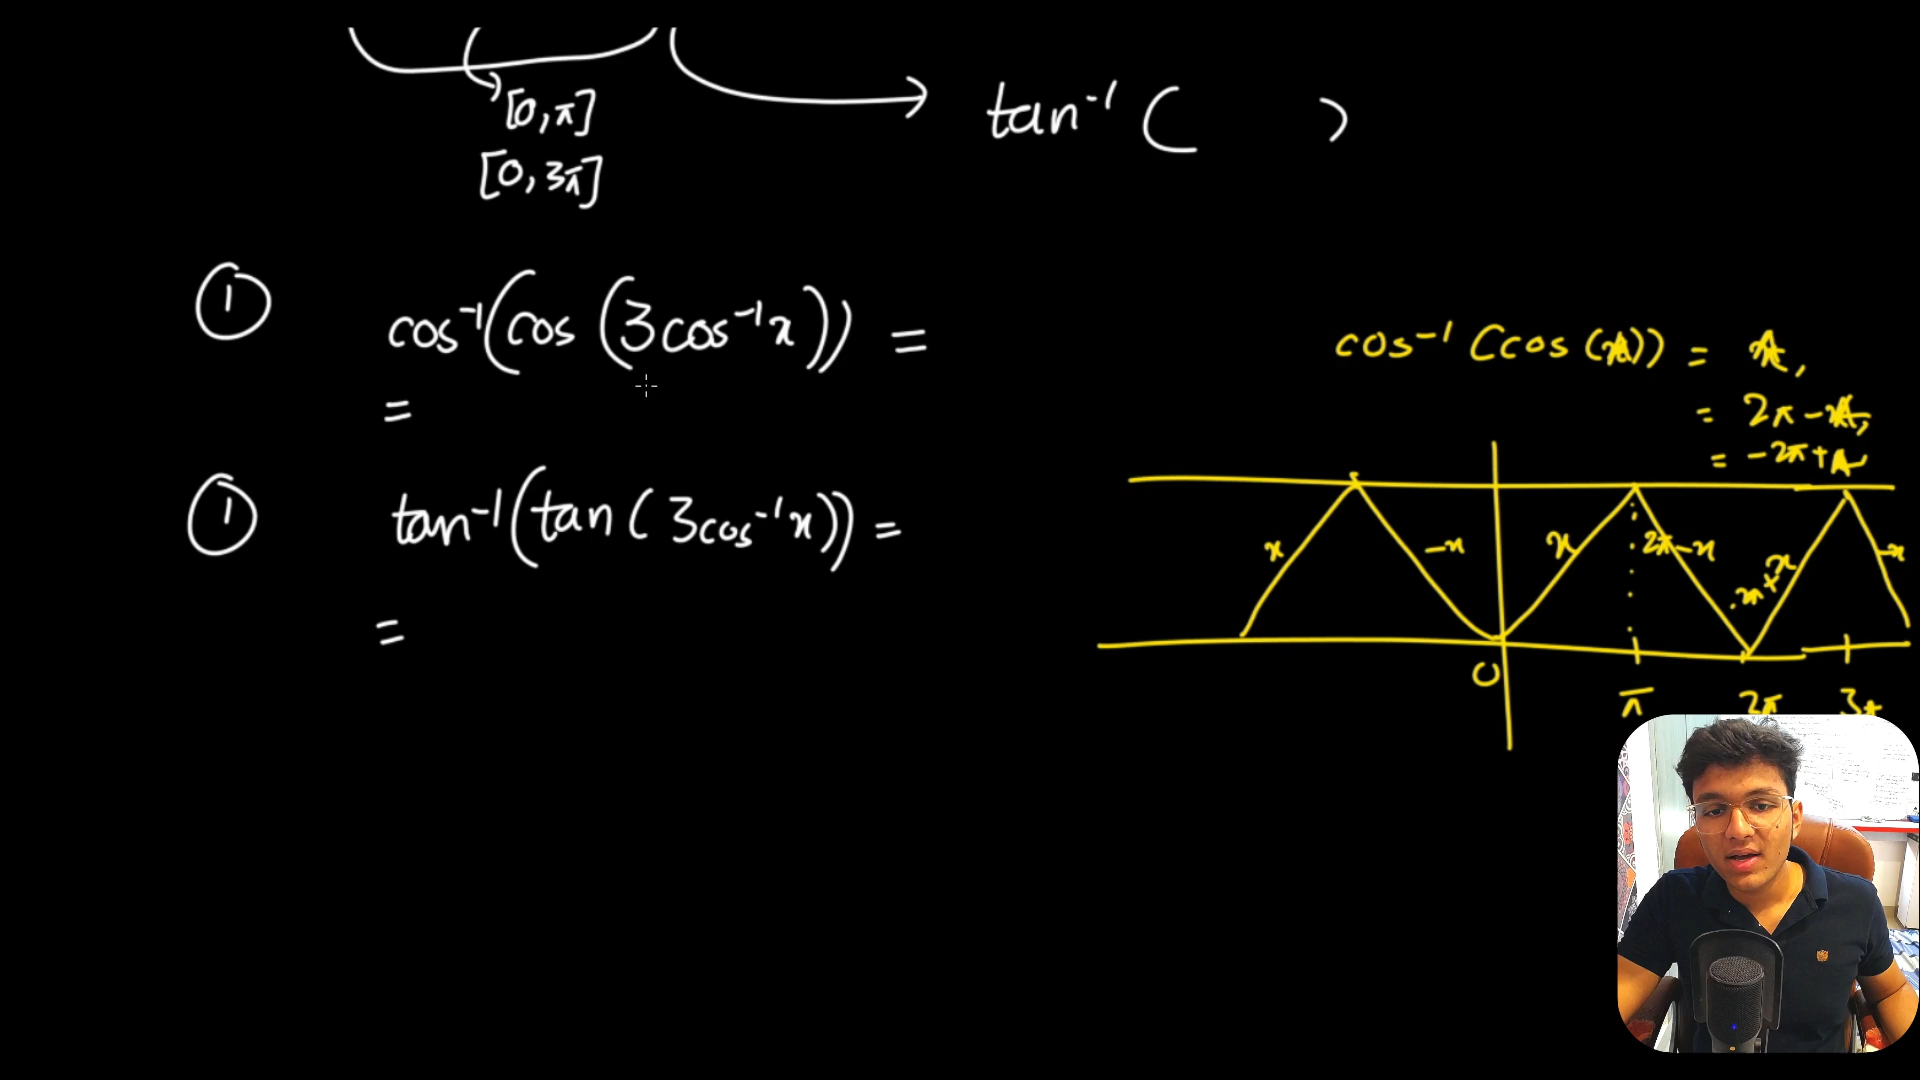 [0, π]
[0, 3π]
tan⁻¹ ( )
① cos⁻¹(cos (3cos⁻¹x)) =
=
① tan⁻¹(tan ( 3cos⁻¹x)) =
=
cos⁻¹ (cos (A)) = A,
= 2π - A,
= -2π + A
x
-x
x
2π - x
-2π + x
-x
0
π
2π
3π